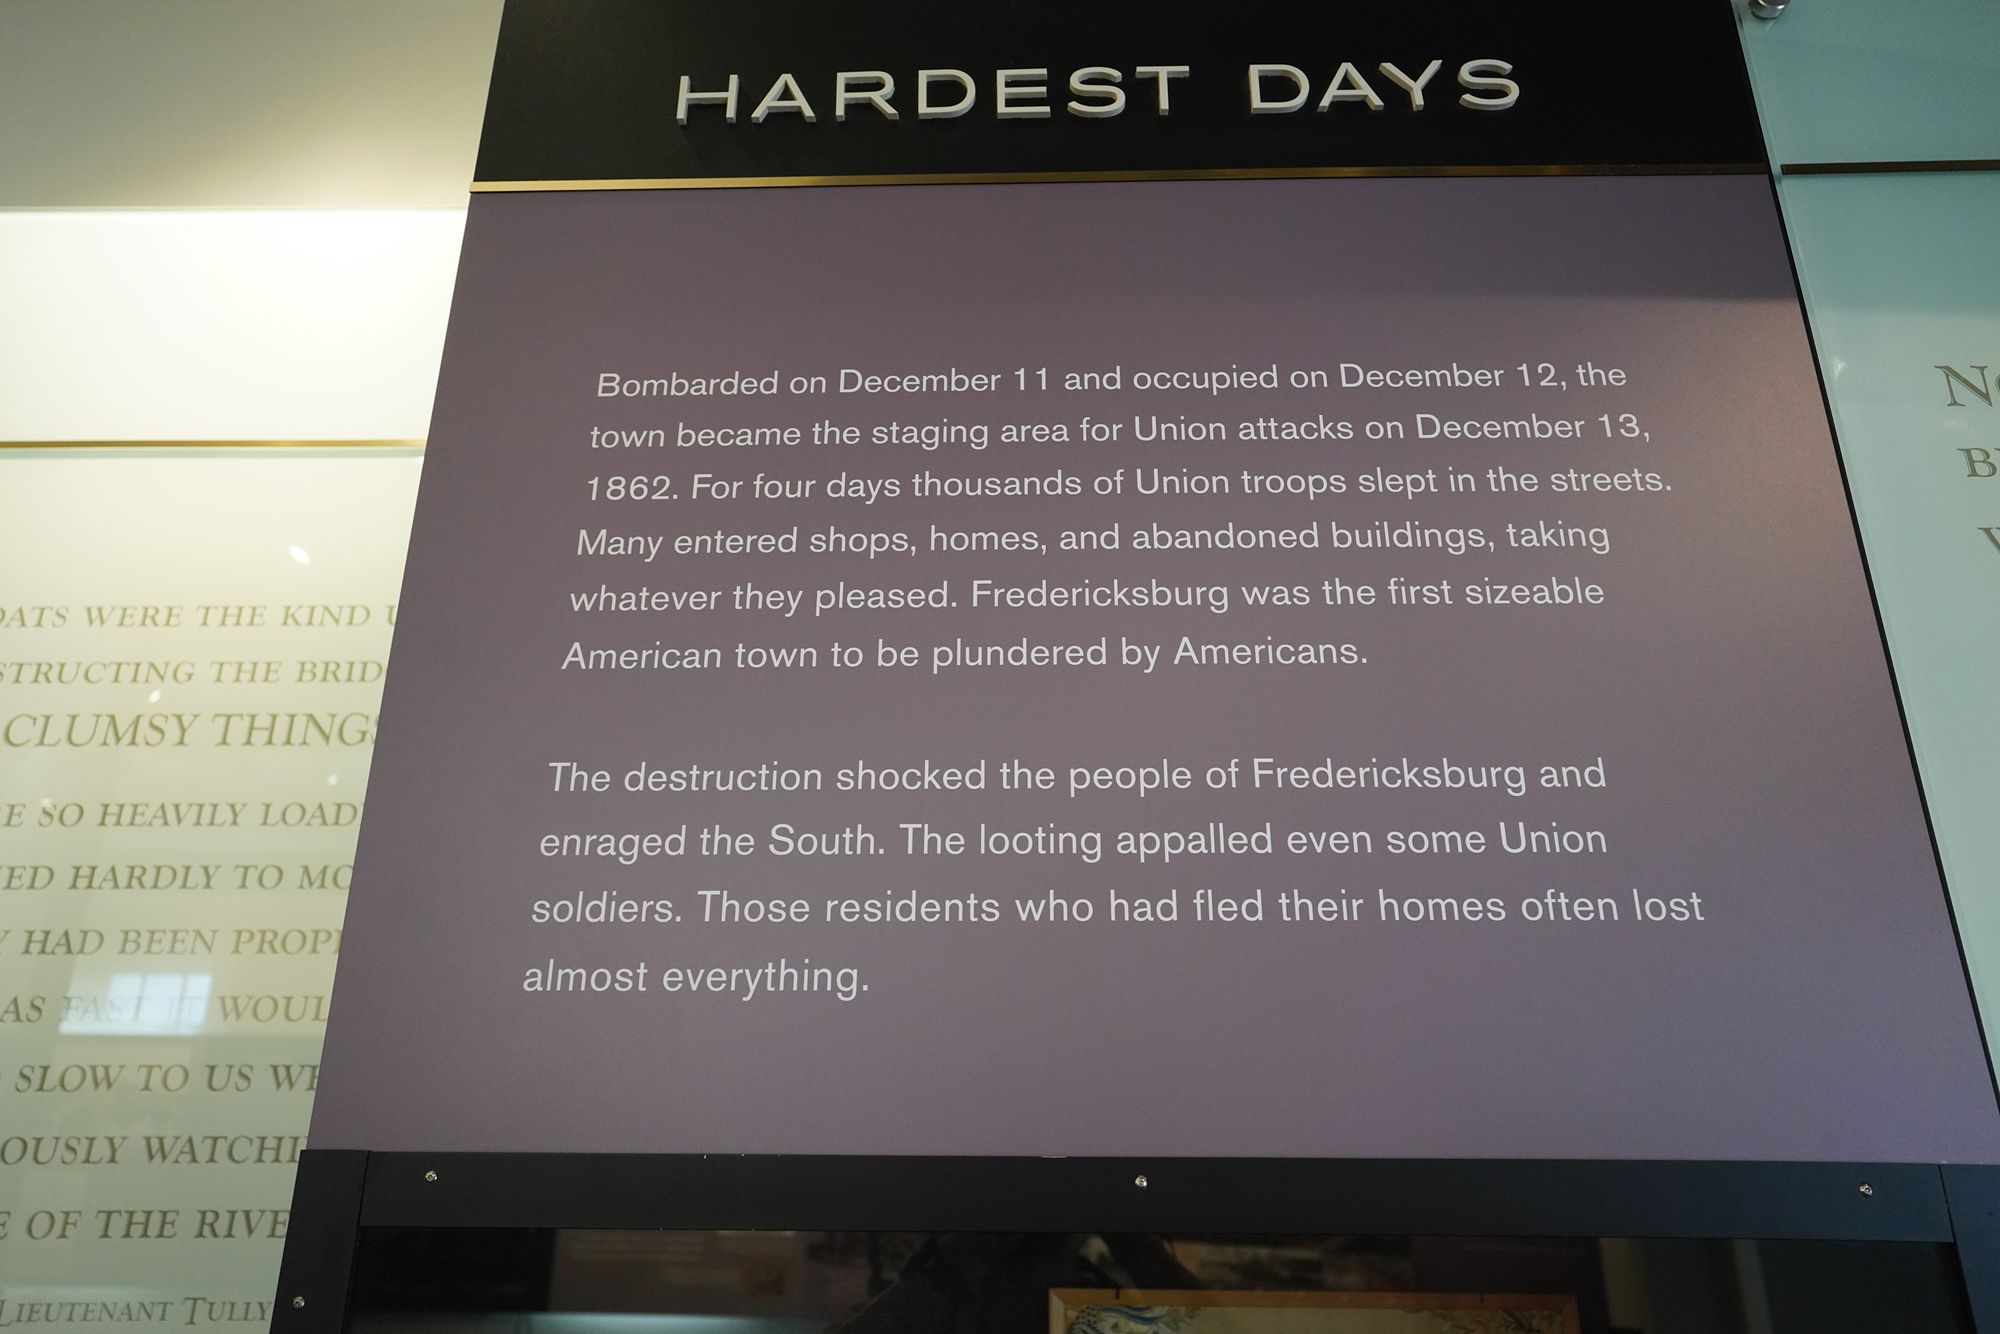 HARDEST DAYS
Bombarded on December 11 and occupied on December 12, the
town became the staging area for Union attacks on December 13,
1862. For four days thousands of Union troops slept in the streets.
Many entered shops, homes, and abandoned buildings, taking
whatever they pleased. Fredericksburg was the first sizeable
American town to be plundered by Americans.
The destruction shocked the people of Fredericksburg and
enraged the South. The looting appalled even some Union
soldiers. Those residents who had fled their homes often lost
almost everything.
WERE THE KIND
THE
CLUMSY THINGS
SO HEAVILY
HARDLY TO
HAD BEEN
AS FAST IT
SLOW TO US
OF THE
LIEUTENANT TULLY